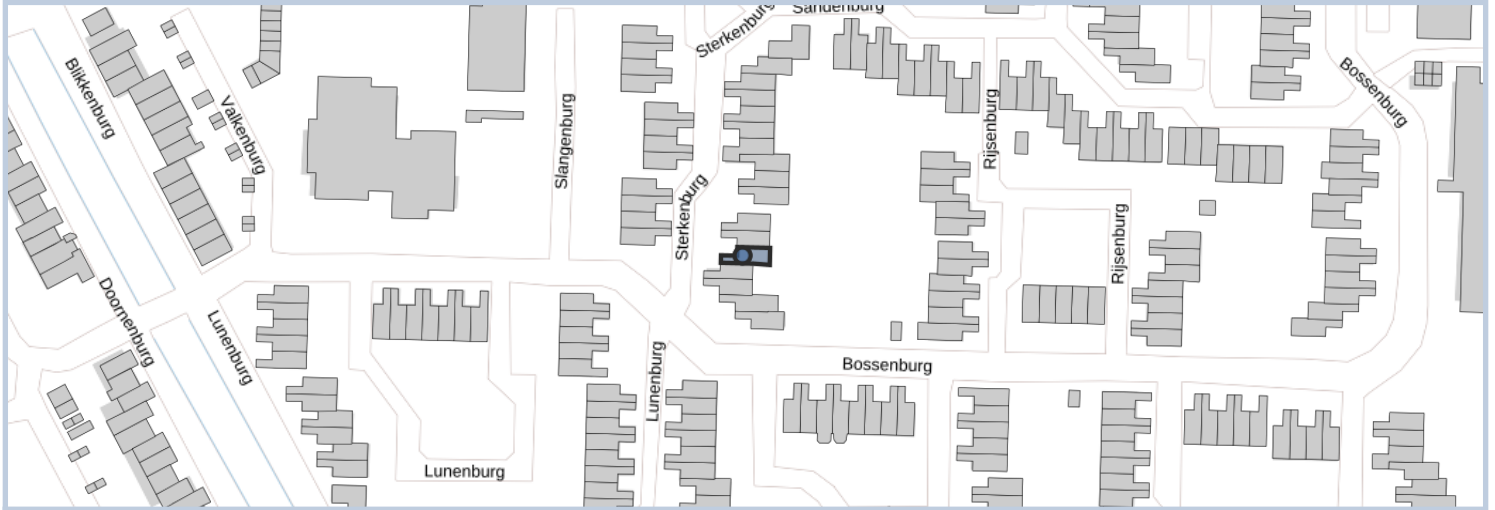 Sandenburg
Sterkenburg
Blikkenburg
Valkenburg
Slangenburg
Bossenburg
Rijsenburg
Sterkenburg
Rijsenburg
Doornenburg
Lunenburg
Lunenburg
Bossenburg
Lunenburg